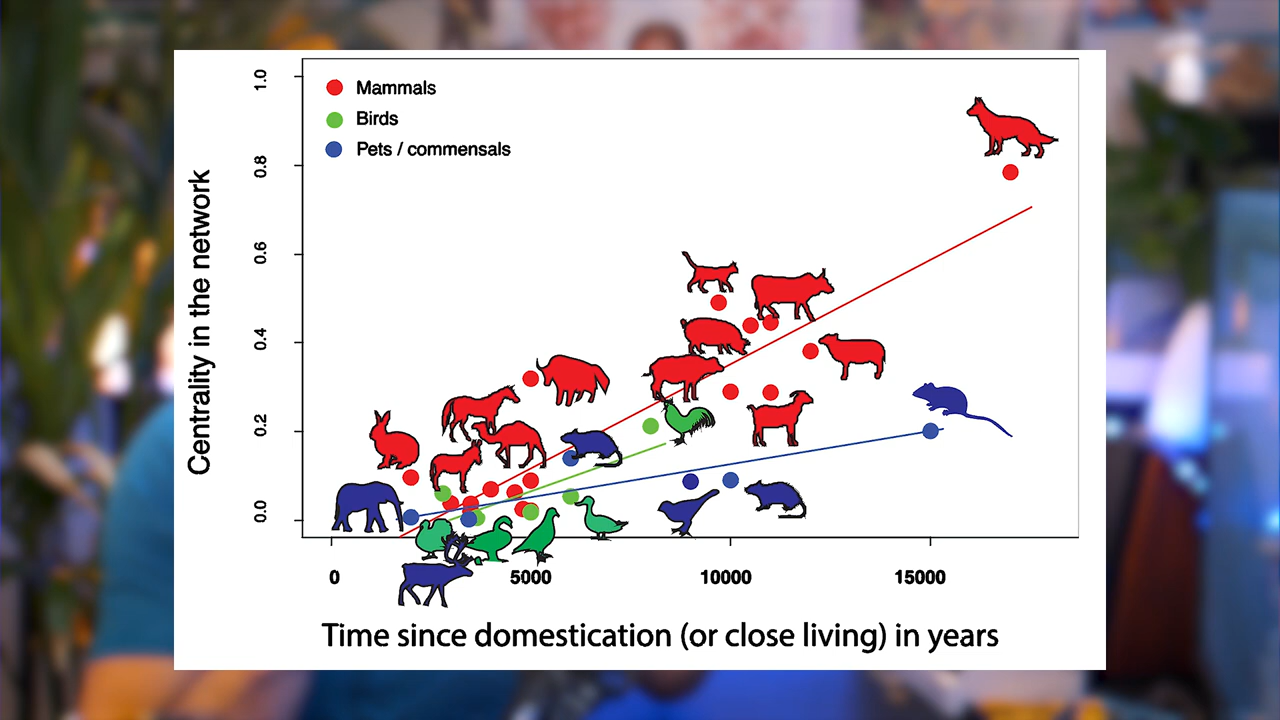 Mammals
Birds
Pets / commensals
Centrality in the network
1.0
0.8
0.6
0.4
0.2
0.0
0
5000
10000
15000
Time since domestication (or close living) in years